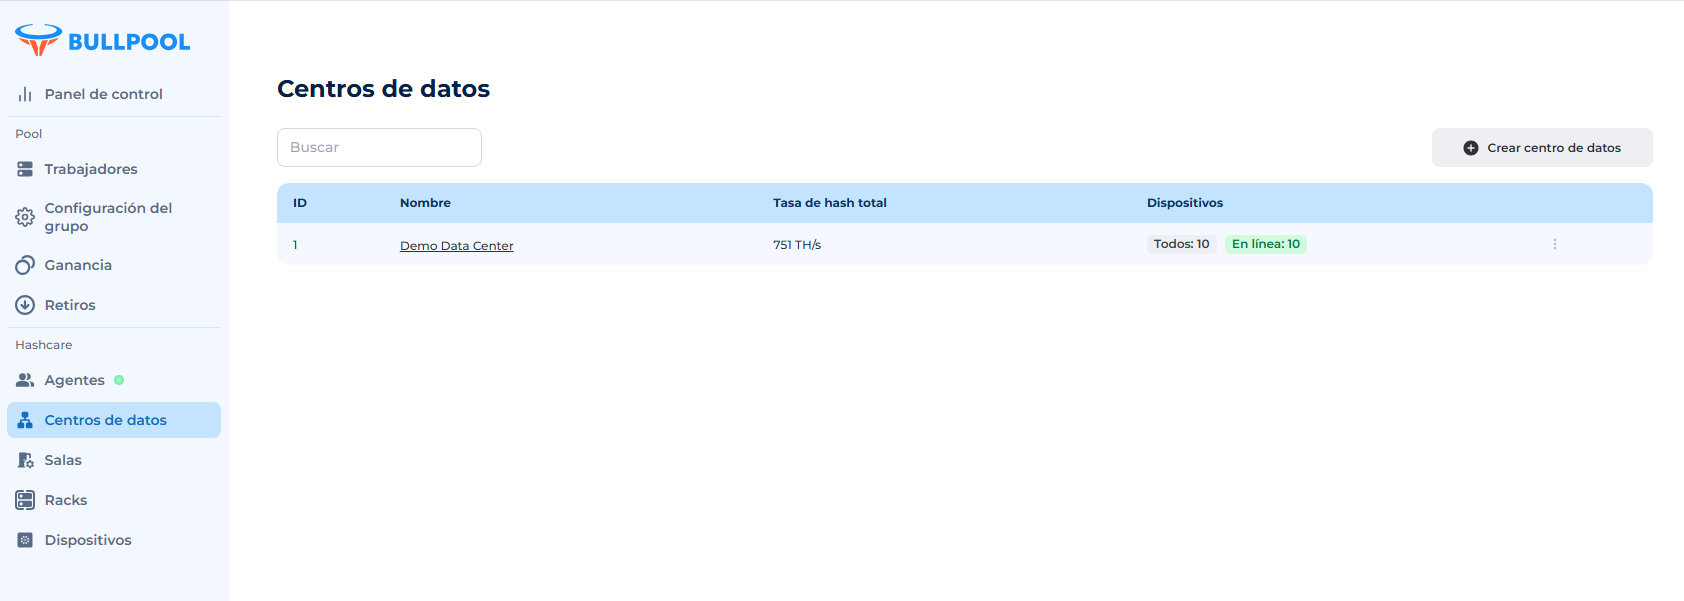 BULLPOOL
Panel de control
Pool
Trabajadores
Configuración del
grupo
Ganancia
Retiros
Hashcare
Agentes
Centros de datos
Salas
Racks
Dispositivos
Centros de datos
Buscar
Crear centro de datos
ID Nombre Tasa de hash total Dispositivos
1 Demo Data Center 751 TH/s Todos: 10 En línea: 10